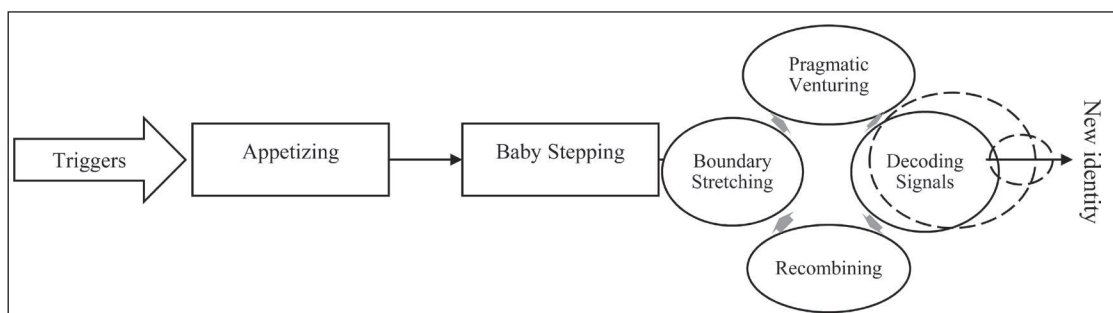 Triggers
Appetizing
Baby Stepping
Boundary
Stretching
Pragmatic
Venturing
Decoding
Signals
Recombining
New identity